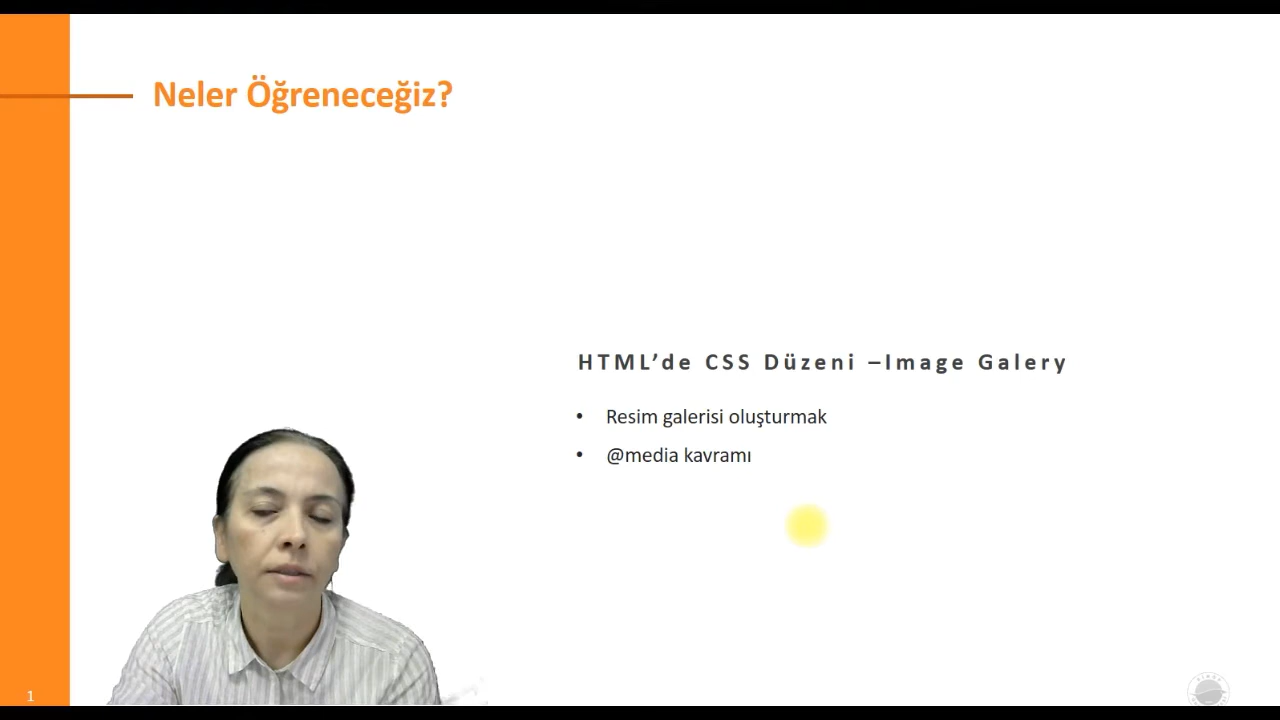 Neler Öğreneceğiz?
HTML’de CSS Düzeni –Image Galery
• Resim galerisi oluşturmak
• @media kavramı
1